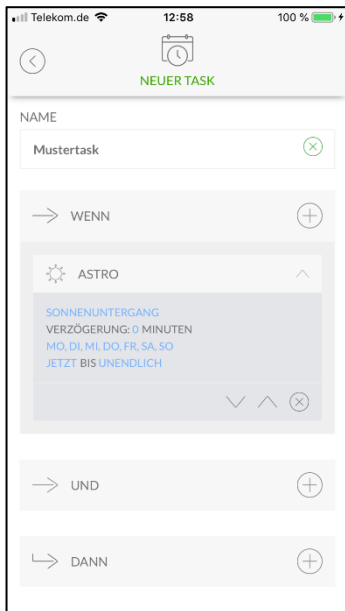 Telekom.de 12:58 100 %
NEUER TASK
NAME
Mustertask
WENN
ASTRO
SONNENUNTERGANG
VERZÖGERUNG: 0 MINUTEN
MO, DI, MI, DO, FR, SA, SO
JETZT BIS UNENDLICH
UND
DANN